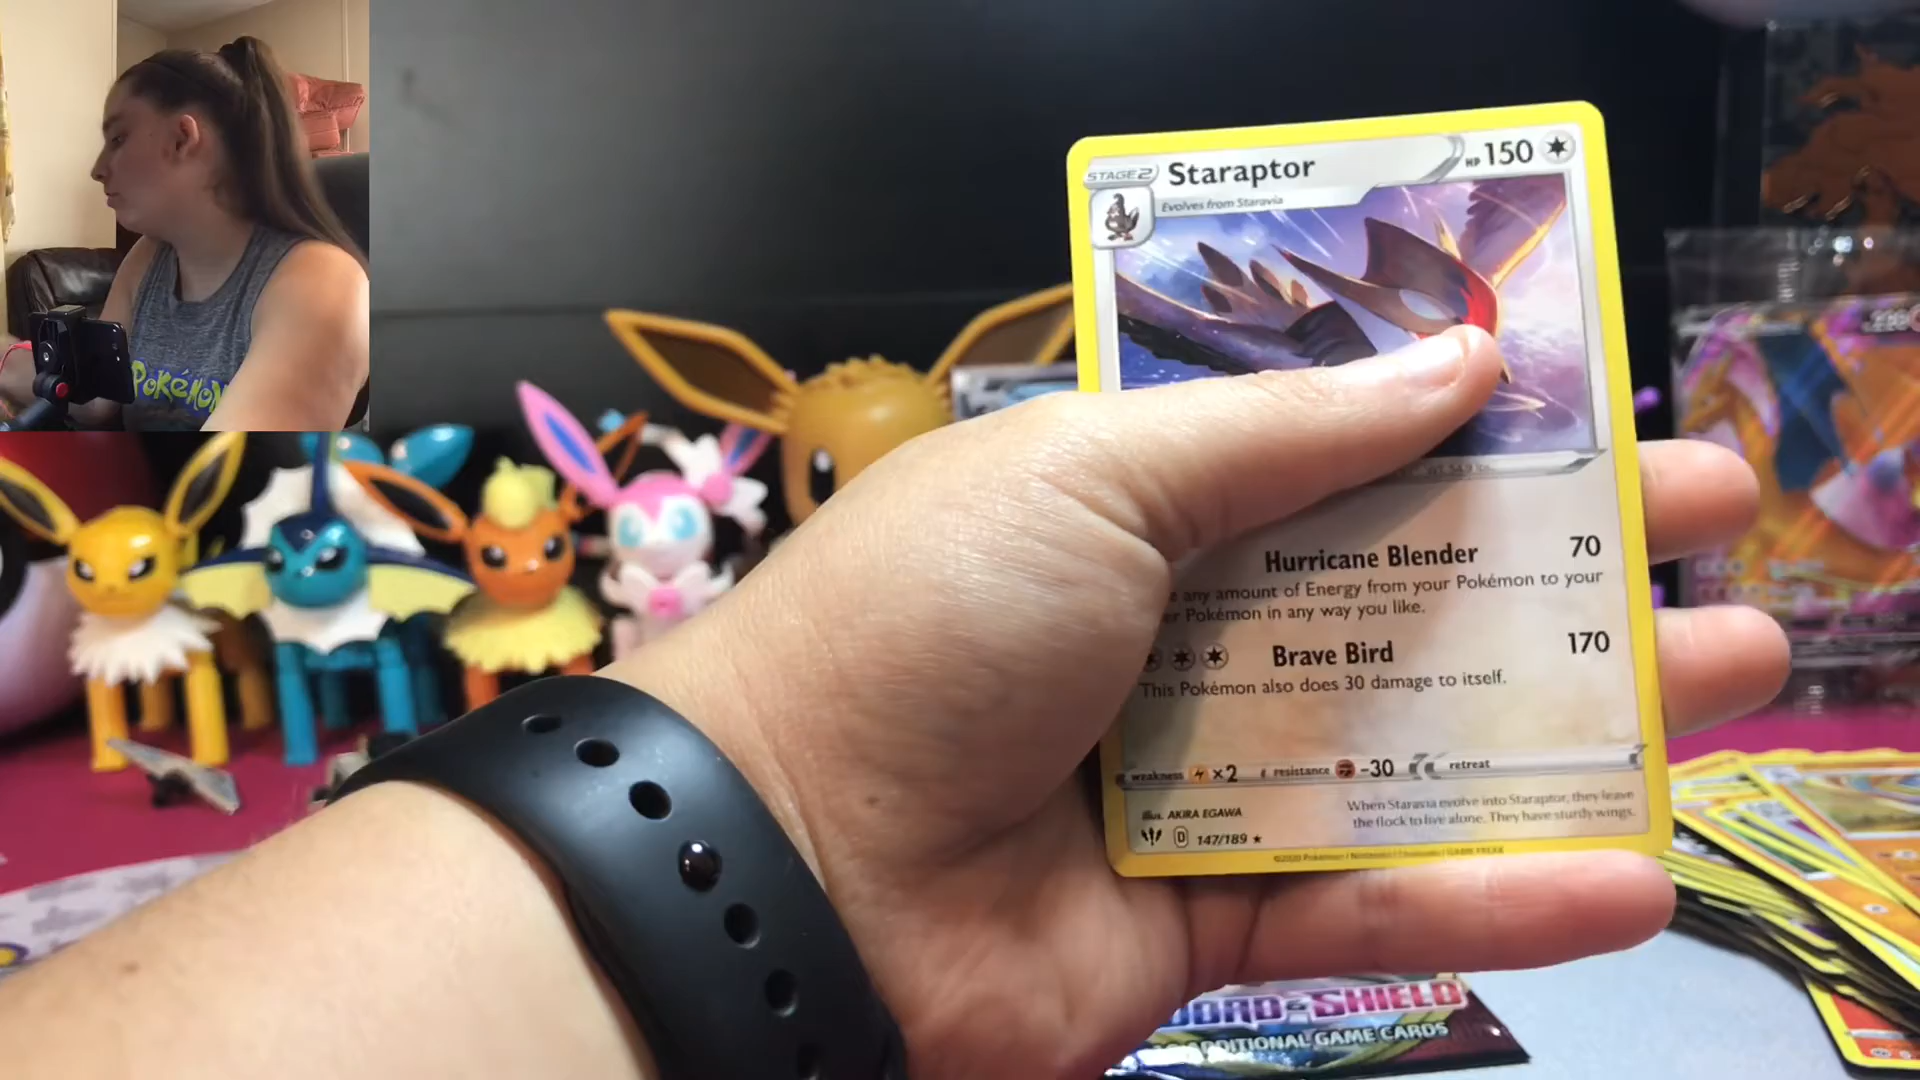 POKÉMON
STAGE 2
Staraptor
HP 150
Evolves from Staravia
Hurricane Blender 70
any amount of Energy from your Pokémon to your
Pokémon in any way you like.
Brave Bird 170
This Pokémon also does 30 damage to itself.
weakness ×2 resistance -30 retreat
Illus. AKIRA EGAWA
When Staravia evolve into Staraptor, they leave
the flock to live alone. They have sturdy wings.
D 147/189 ★
SHIELD
ADDITIONAL GAME CARDS